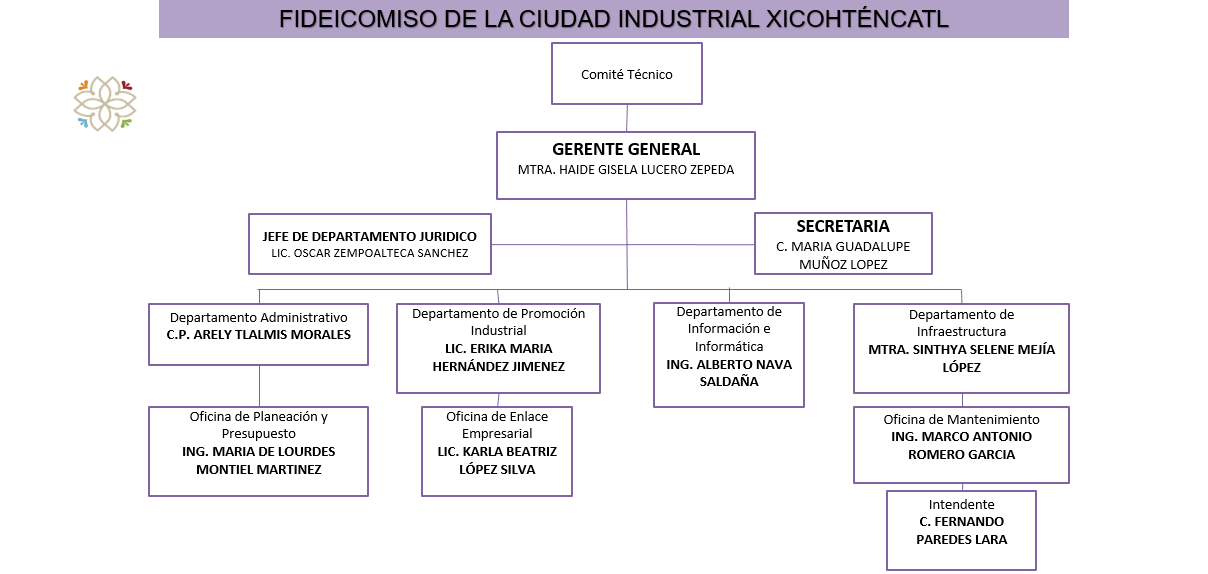 FIDEICOMISO DE LA CIUDAD INDUSTRIAL XICOHTÉNCATL
Comité Técnico
GERENTE GENERAL
MTRA. HAIDE GISELA LUCERO ZEPEDA
JEFE DE DEPARTAMENTO JURIDICO
LIC. OSCAR ZEMPOALTECA SANCHEZ
SECRETARIA
C. MARIA GUADALUPE
MUÑOZ LOPEZ
Departamento Administrativo
C.P. ARELY TLALMIS MORALES
Departamento de Promoción
Industrial
LIC. ERIKA MARIA
HERNÁNDEZ JIMENEZ
Departamento de
Información e
Informática
ING. ALBERTO NAVA
SALDAÑA
Departamento de
Infraestructura
MTRA. SINTHYA SELENE MEJÍA
LÓPEZ
Oficina de Planeación y
Presupuesto
ING. MARIA DE LOURDES
MONTIEL MARTINEZ
Oficina de Enlace
Empresarial
LIC. KARLA BEATRIZ
LÓPEZ SILVA
Oficina de Mantenimiento
ING. MARCO ANTONIO
ROMERO GARCIA
Intendente
C. FERNANDO
PAREDES LARA